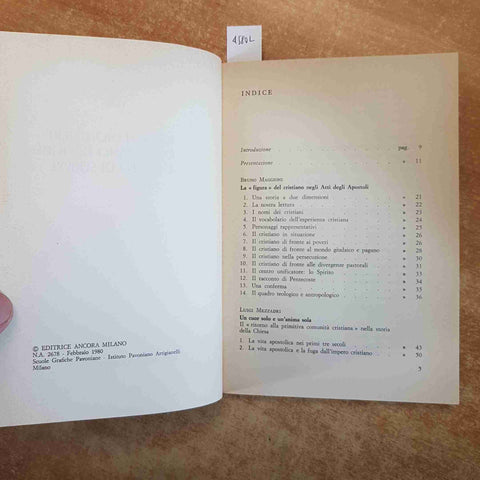 © EDITRICE ANCORA MILANO
N.A. 2678 - Febbraio 1980
Scuole Grafiche Pavoniane - Istituto Pavoniano Artigianelli
Milano
INDICE
Introduzione pag. 9
Presentazione » 11
BRUNO MAGGIONI
La « figura » del cristiano negli Atti degli Apostoli
1. Una storia a due dimensioni » 21
2. La nostra lettura » 22
3. I nomi dei cristiani » 23
4. Il vocabolario dell'esperienza cristiana » 24
5. Personaggi rappresentativi » 26
6. Il cristiano in situazione » 26
7. Il cristiano di fronte ai poveri » 28
8. Il cristiano di fronte al mondo giudaico e pagano » 28
9. Il cristiano nella persecuzione » 30
10. Il cristiano di fronte alle divergenze pastorali » 31
11. Il centro unificatore: lo Spirito » 33
12. Il racconto di Pentecoste » 34
13. Una conferma » 35
14. Il quadro teologico e antropologico » 36
LUIGI MEZZADRI
Un cuor solo e un'anima sola
Il « ritorno alla primitiva comunità cristiana » nella storia
della Chiesa
1. La vita apostolica nei primi tre secoli » 43
2. La vita apostolica e la fuga dall'impero cristiano » 50
5